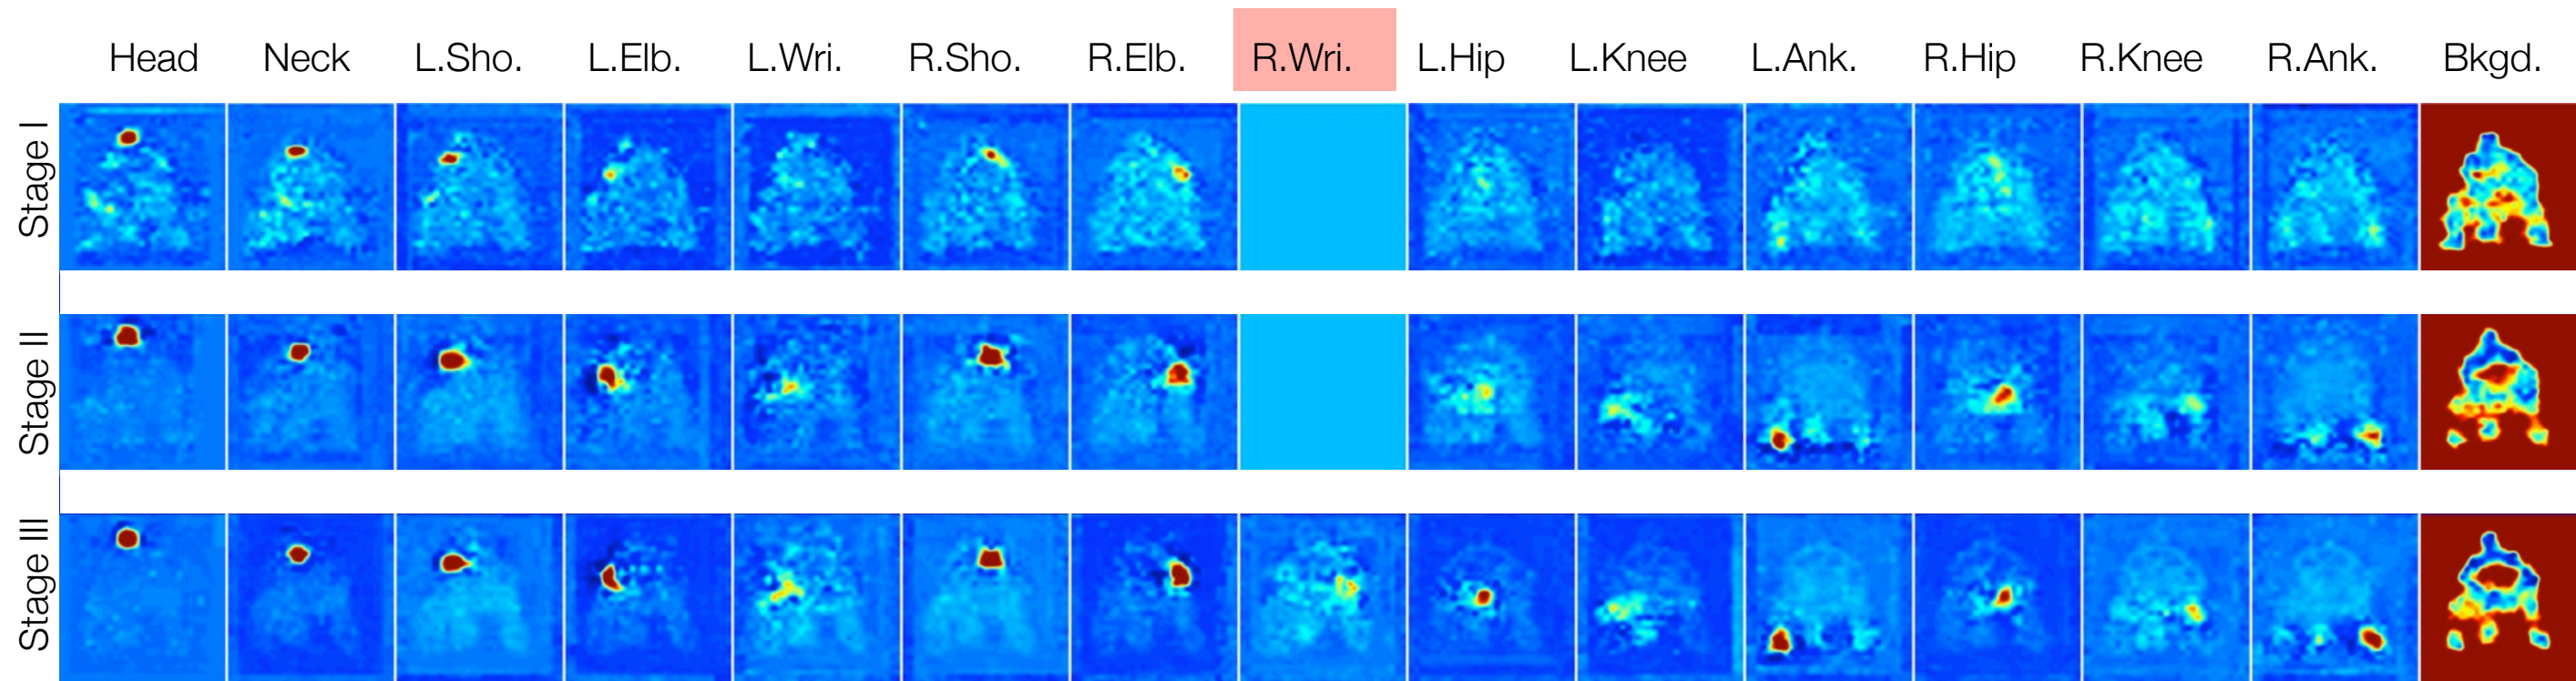 Head Neck L.Sho. L.Elb. L.Wri. R.Sho. R.Elb. R.Wri. L.Hip L.Knee L.Ank. R.Hip R.Knee R.Ank. Bkgd.
Stage I
Stage II
Stage III